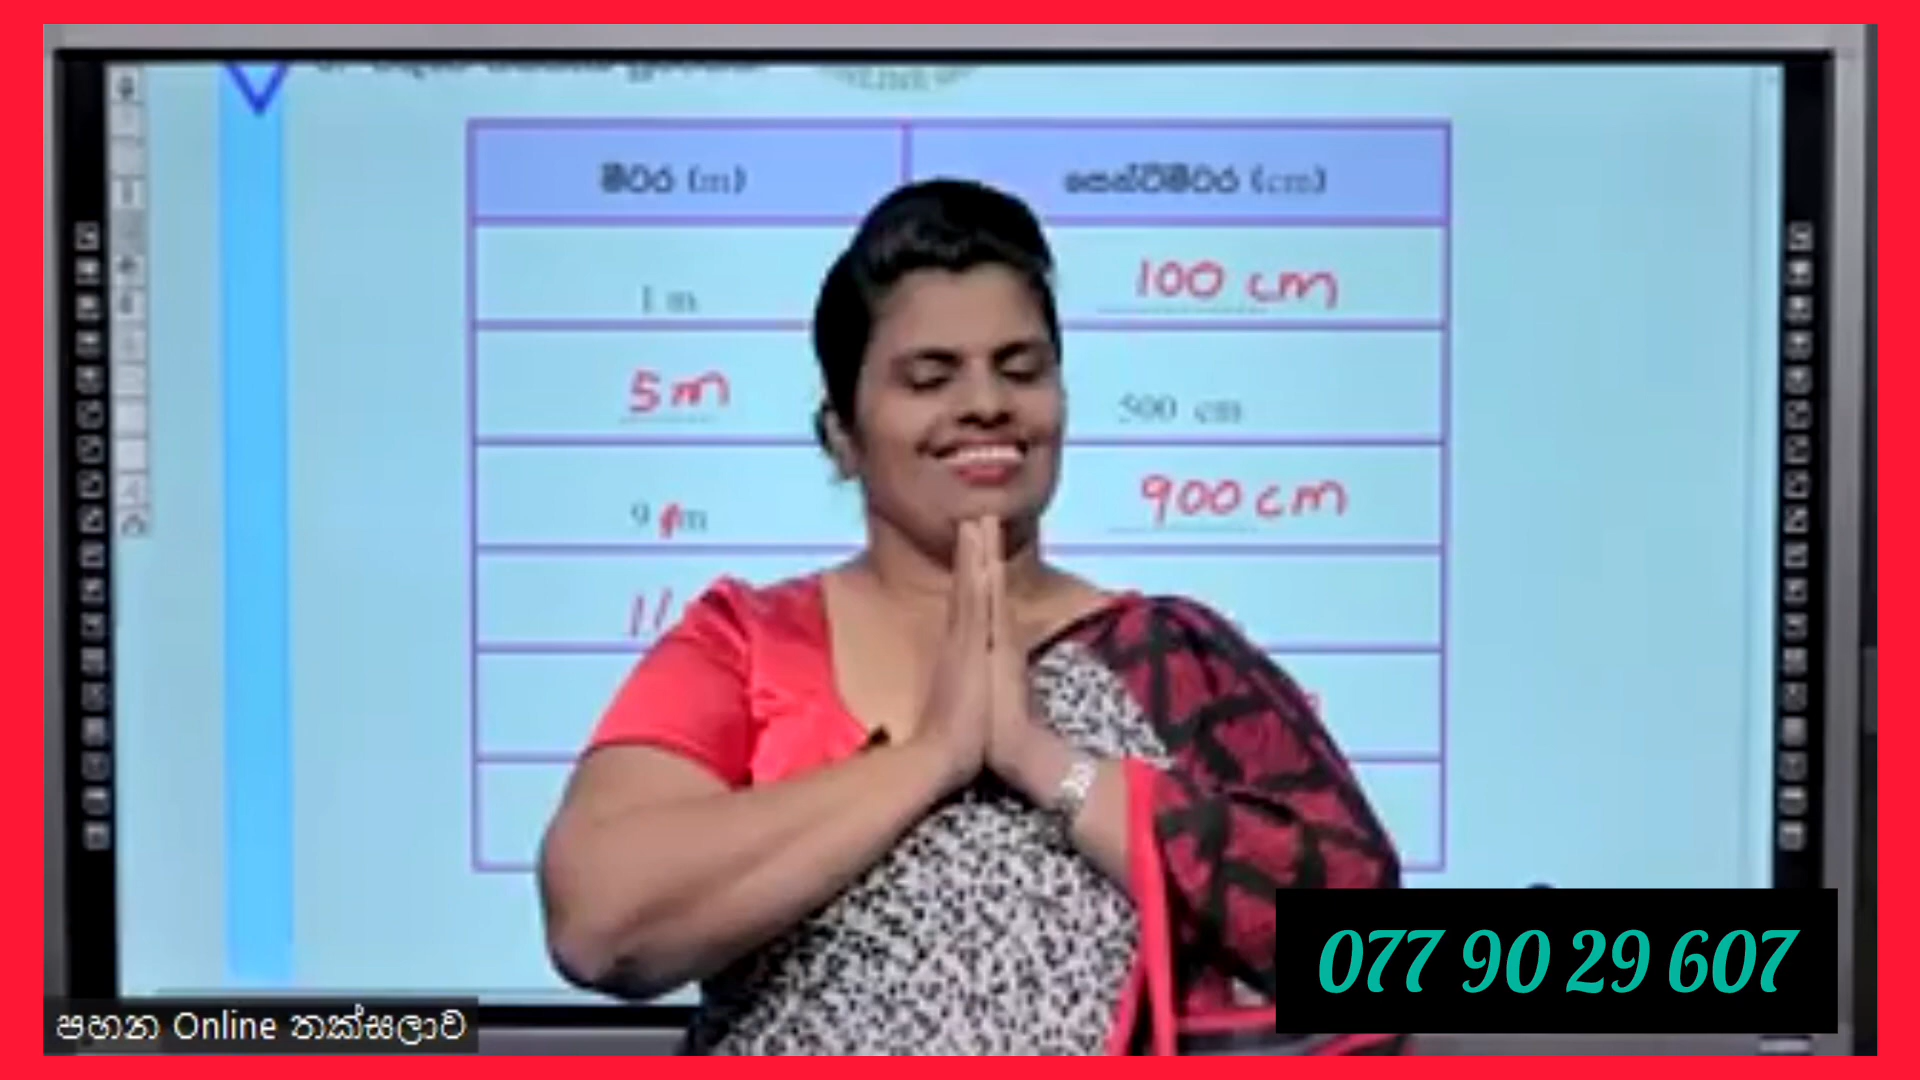 මීටර (m) සෙන්ටිමීටර (cm)
1 m 100 cm
5 m 500 cm
9 m 900 cm
077 90 29 607
පහන Online තක්සලාව